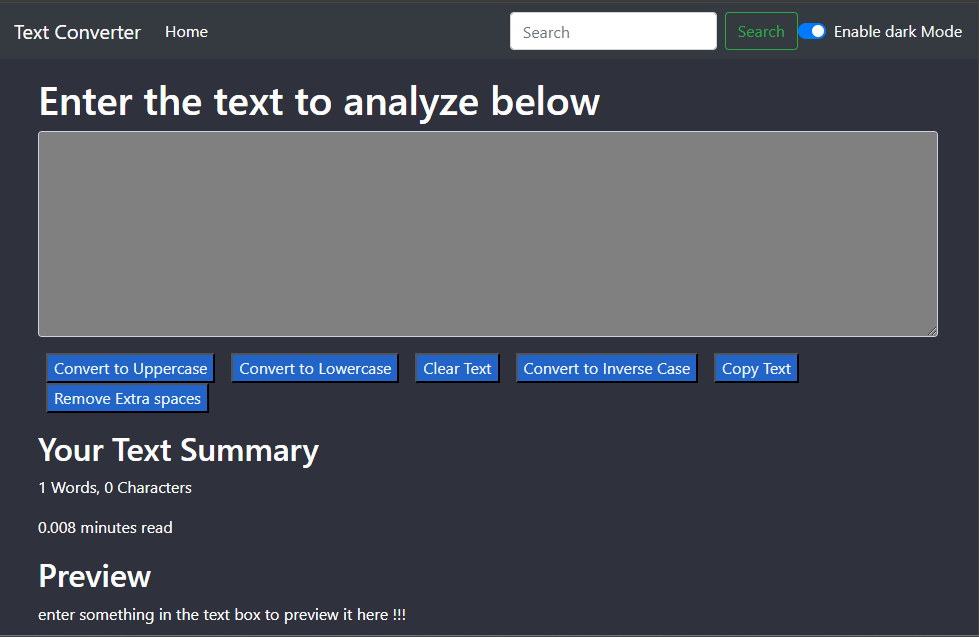 Text Converter Home Search Search Enable dark Mode
Enter the text to analyze below
Convert to Uppercase Convert to Lowercase Clear Text Convert to Inverse Case Copy Text
Remove Extra spaces
Your Text Summary
1 Words, 0 Characters
0.008 minutes read
Preview
enter something in the text box to preview it here !!!